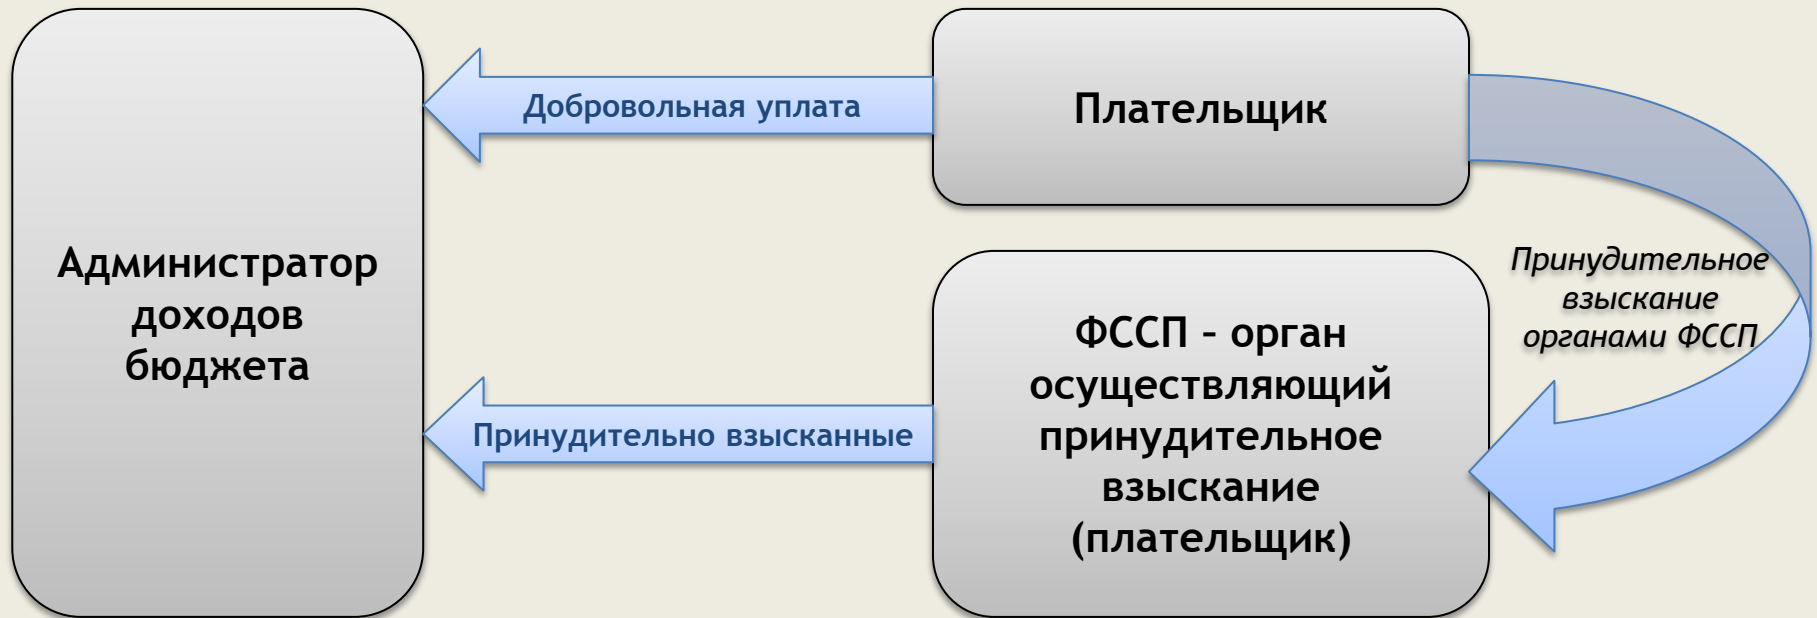 Администратор
доходов
бюджета
Добровольная уплата
Плательщик
Принудительно взысканные
ФССП – орган
осуществляющий
принудительное
взыскание
(плательщик)
Принудительное
взыскание
органами ФССП